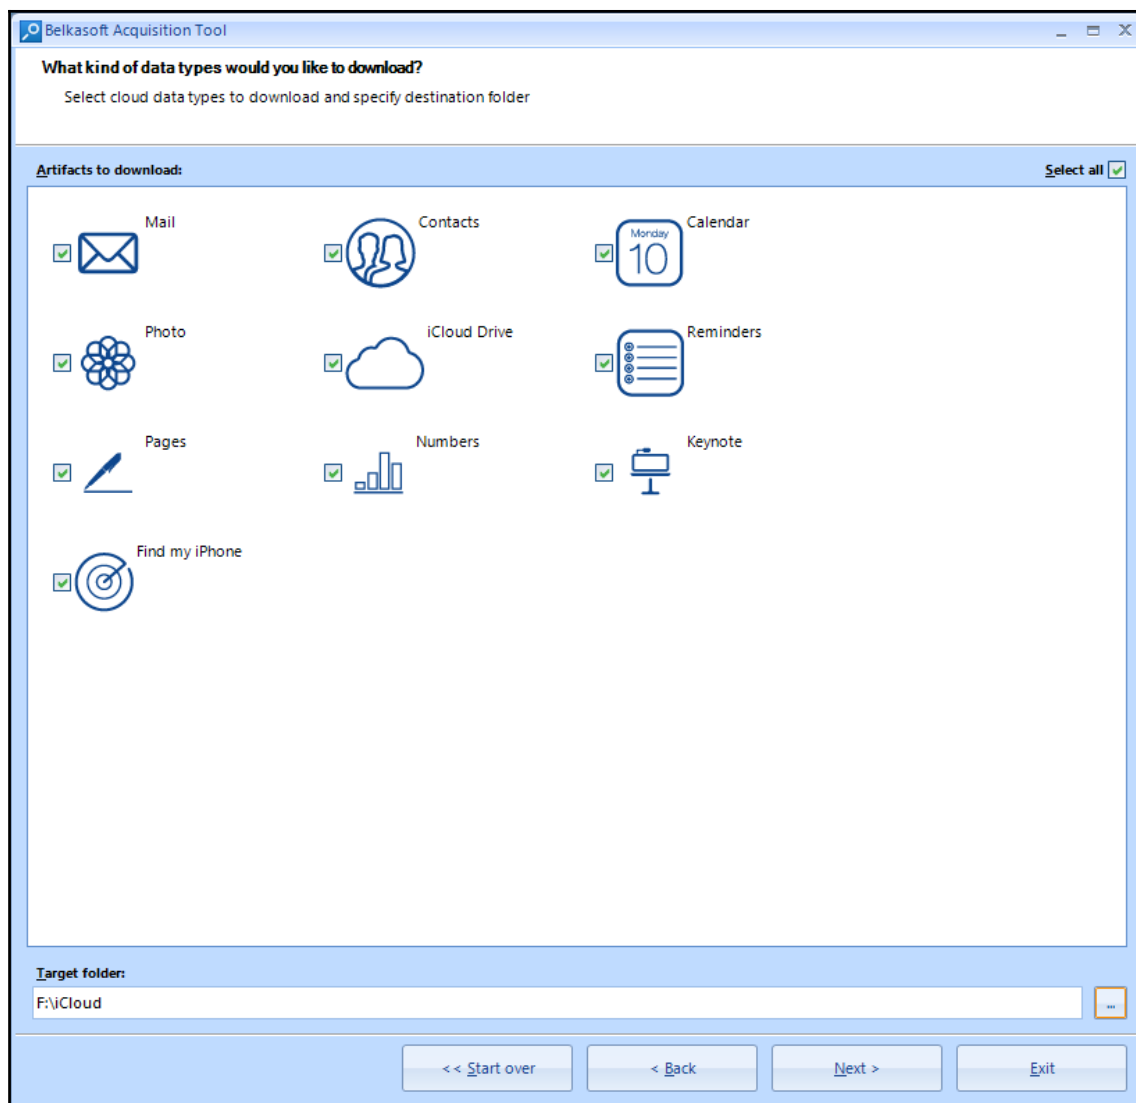 Belkasoft Acquisition Tool
What kind of data types would you like to download?
Select cloud data types to download and specify destination folder
Artifacts to download:
Select all
Mail
Contacts
Calendar
Monday
10
Photo
iCloud Drive
Reminders
Pages
Numbers
Keynote
Find my iPhone
Target folder:
F:\iCloud
...
<< Start over
< Back
Next >
Exit